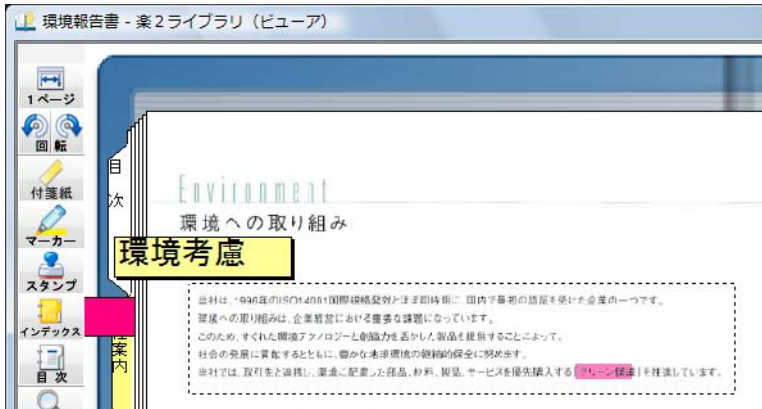 環境報告書 - 楽2ライブラリ（ビューア）
1ページ
回転
付箋紙
マーカー
スタンプ
インデックス
目次
目次
Environment
環境への取り組み
環境考慮
当社は、1996年のISO14001国際規格発効とほぼ同時期に、国内で最初の認証を受けた企業の一つです。
環境への取り組みは、企業経営における重要な課題になっています。
このため、すぐれた環境テクノロジーと創造力を活かした製品を提供することによって、
社会の発展に貢献するとともに、豊かな地球環境の継続的保全に努めます。
当社では、取引先と連携し、環境に配慮した部品、材料、製品、サービスを優先購入する「グリーン調達」を推進しています。
案内